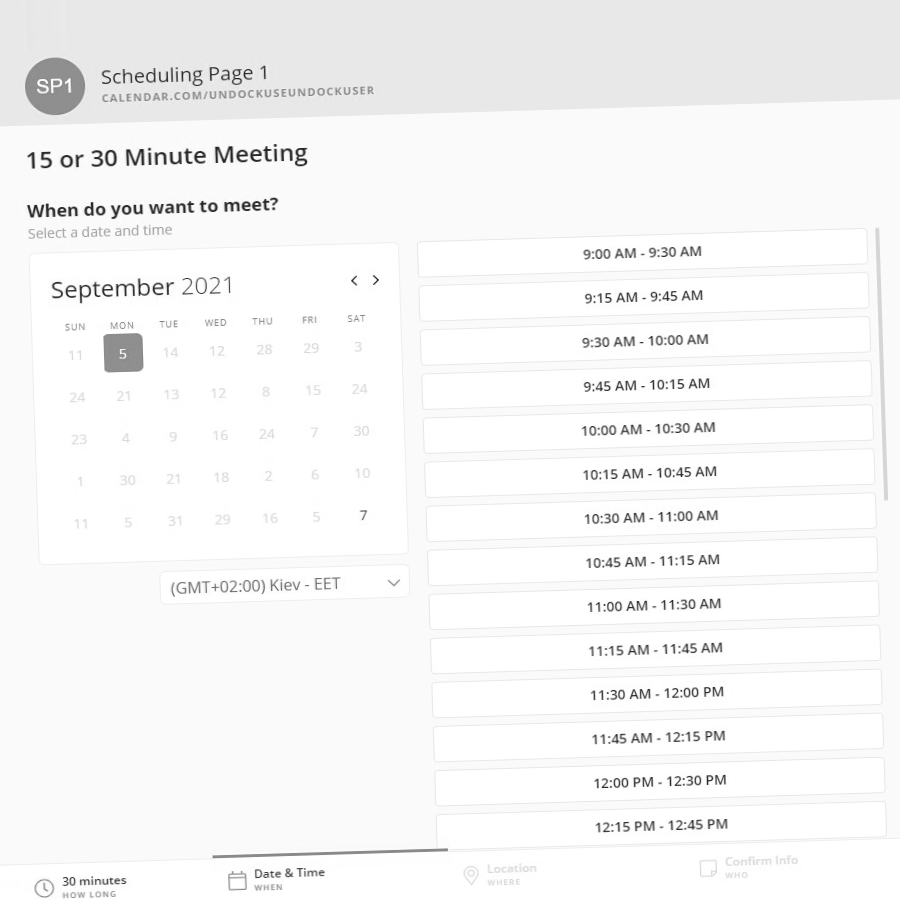 SP1
Scheduling Page 1
CALENDAR.COM/UNDOCKUSEUNDOCKUSER
15 or 30 Minute Meeting
When do you want to meet?
Select a date and time
September 2021
SUN MON TUE WED THU FRI SAT
11 5 14 12 28 29 3
24 21 13 12 8 15 24
23 4 9 16 24 7 30
1 30 21 18 2 6 10
11 5 31 29 16 5 7
(GMT+02:00) Kiev - EET
9:00 AM - 9:30 AM
9:15 AM - 9:45 AM
9:30 AM - 10:00 AM
9:45 AM - 10:15 AM
10:00 AM - 10:30 AM
10:15 AM - 10:45 AM
10:30 AM - 11:00 AM
10:45 AM - 11:15 AM
11:00 AM - 11:30 AM
11:15 AM - 11:45 AM
11:30 AM - 12:00 PM
11:45 AM - 12:15 PM
12:00 PM - 12:30 PM
12:15 PM - 12:45 PM
30 minutes
HOW LONG
Date & Time
WHEN
Location
WHERE
Confirm Info
WHO